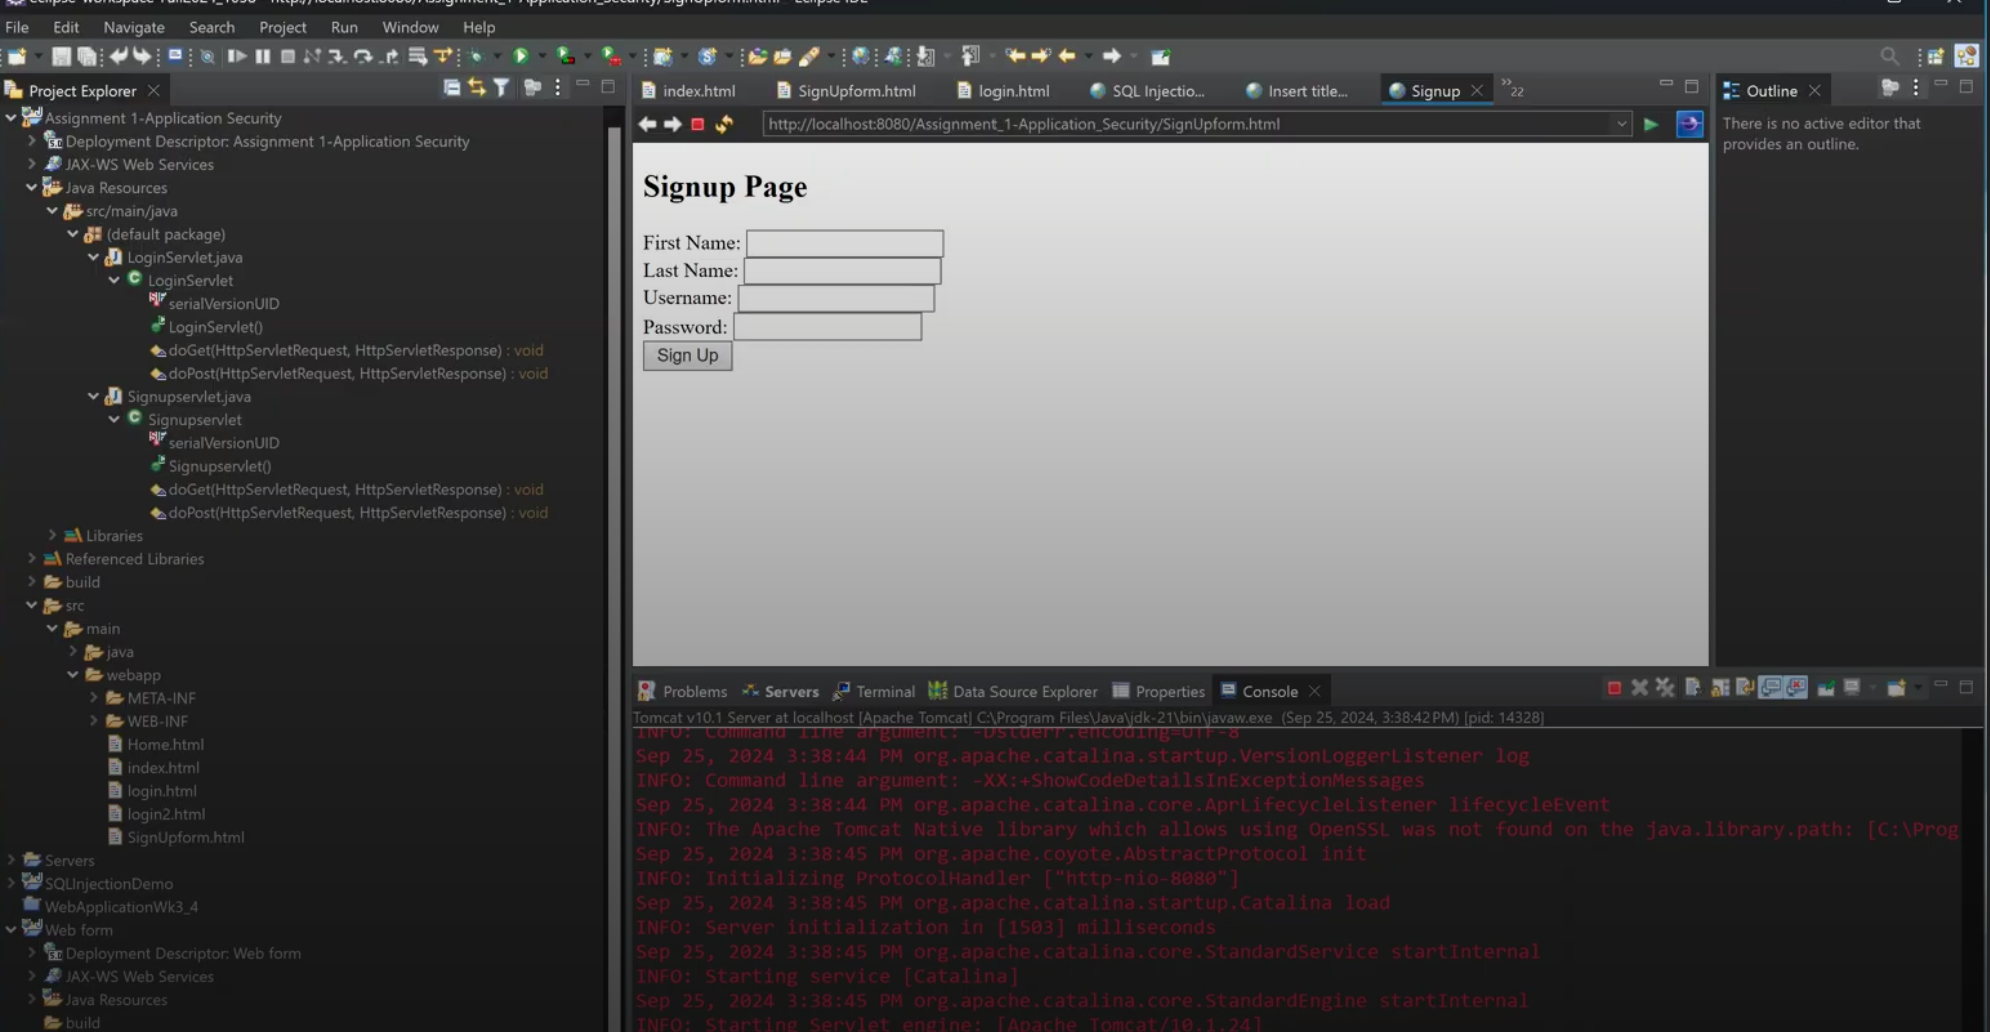 File Edit Navigate Search Project Run Window Help
Project Explorer
Assignment 1-Application Security
Deployment Descriptor: Assignment 1-Application Security
JAX-WS Web Services
Java Resources
src/main/java
(default package)
LoginServlet.java
LoginServlet
serialVersionUID
LoginServlet()
doGet(HttpServletRequest, HttpServletResponse) : void
doPost(HttpServletRequest, HttpServletResponse) : void
Signupservlet.java
Signupservlet
serialVersionUID
Signupservlet()
doGet(HttpServletRequest, HttpServletResponse) : void
doPost(HttpServletRequest, HttpServletResponse) : void
Libraries
Referenced Libraries
build
src
main
java
webapp
META-INF
WEB-INF
Home.html
index.html
login.html
login2.html
SignUpform.html
Servers
SQLInjectionDemo
WebApplicationWk3_4
Web form
Deployment Descriptor: Web form
JAX-WS Web Services
Java Resources
build
index.html SignUpform.html login.html SQL Injectio... Insert title... Signup 22
http://localhost:8080/Assignment_1-Application_Security/SignUpform.html
Signup Page
First Name:
Last Name:
Username:
Password:
Sign Up
Outline
There is no active editor that
provides an outline.
Problems Servers Terminal Data Source Explorer Properties Console
Tomcat v10.1 Server at localhost [Apache Tomcat] C:\Program Files\Java\jdk-21\bin\javaw.exe (Sep 25, 2024, 3:38:42 PM) [pid: 14328]
INFO: Command line argument: -Dstderr.encoding=UTF-8
Sep 25, 2024 3:38:44 PM org.apache.catalina.startup.VersionLoggerListener log
INFO: Command line argument: -XX:+ShowCodeDetailsInExceptionMessages
Sep 25, 2024 3:38:44 PM org.apache.catalina.core.AprLifecycleListener lifecycleEvent
INFO: The Apache Tomcat Native library which allows using OpenSSL was not found on the java.library.path: [C:\Prog
Sep 25, 2024 3:38:45 PM org.apache.coyote.AbstractProtocol init
INFO: Initializing ProtocolHandler ["http-nio-8080"]
Sep 25, 2024 3:38:45 PM org.apache.catalina.startup.Catalina load
INFO: Server initialization in [1503] milliseconds
Sep 25, 2024 3:38:45 PM org.apache.catalina.core.StandardService startInternal
INFO: Starting service [Catalina]
Sep 25, 2024 3:38:45 PM org.apache.catalina.core.StandardEngine startInternal
INFO: Starting Servlet engine: [Apache Tomcat/10.1.24]